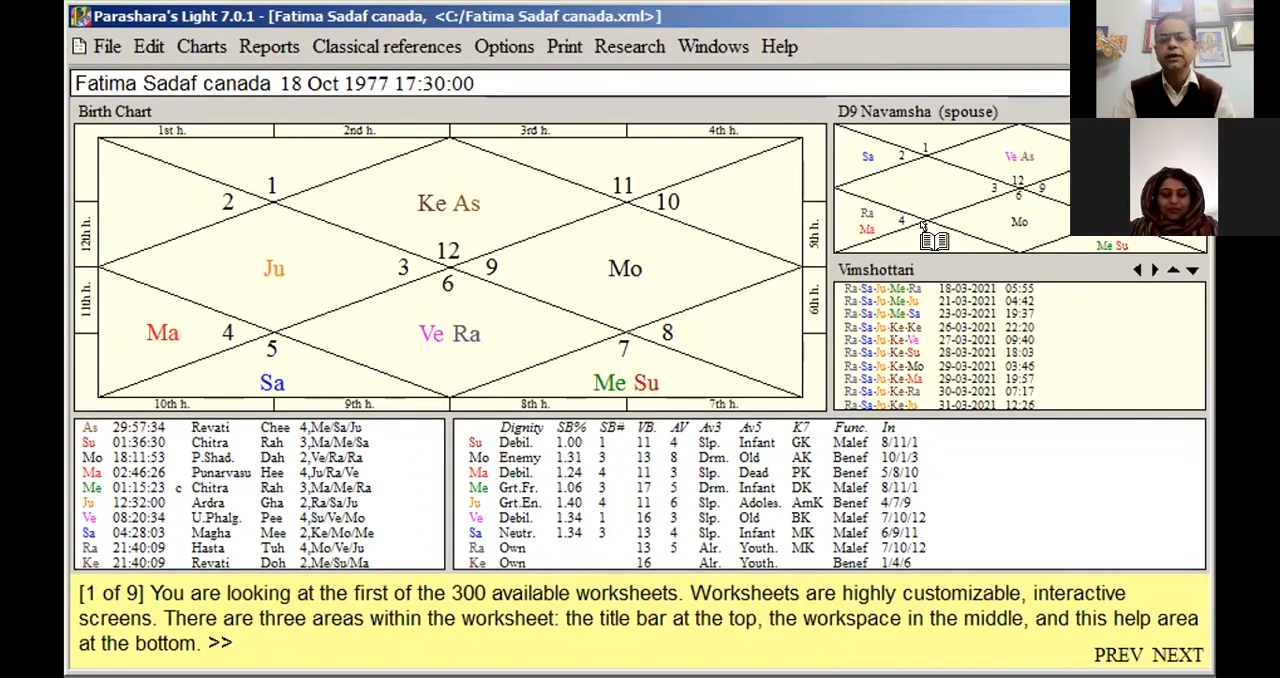 Parashara's Light 7.0.1 - [Fatima Sadaf canada,  <C:/Fatima Sadaf canada.xml>]
File Edit Charts Reports Classical references Options Print Research Windows Help
Fatima Sadaf canada 18 Oct 1977 17:30:00
Birth Chart
1st h. 2nd h. 3rd h. 4th h.
12th h.
11th h.
5th h.
6th h.
1 11
2 Ke As 10
12
Ju 3 9 Mo
6
Ma 4 Ve Ra 8
5 7
Sa Me Su
10th h. 9th h. 8th h. 7th h.
D9 Navamsha (spouse)
1
Sa 2 Ve As
12
3 9
6
Ra 4
Ma Mo
Me Su
Vimshottari
Ra-Sa-Ju-Me-Ra 18-03-2021 05:55
Ra-Sa-Ju-Me-Ju 21-03-2021 04:42
Ra-Sa-Ju-Me-Sa 23-03-2021 19:37
Ra-Sa-Ju-Ke-Ke 26-03-2021 22:20
Ra-Sa-Ju-Ke-Ve 27-03-2021 09:40
Ra-Sa-Ju-Ke-Su 28-03-2021 18:03
Ra-Sa-Ju-Ke-Mo 29-03-2021 03:46
Ra-Sa-Ju-Ke-Ma 29-03-2021 19:57
Ra-Sa-Ju-Ke-Ra 30-03-2021 07:17
Ra-Sa-Ju-Ke-Ju 31-03-2021 12:26
As 29:57:34 Revati Chee 4,Me/Sa/Ju
Su 01:36:30 Chitra Rah 3,Ma/Me/Sa
Mo 18:11:53 P.Shad. Dah 2,Ve/Ra/Ra
Ma 02:46:26 Punarvasu Hee 4,Ju/Ra/Ve
Me 01:15:23 c Chitra Rah 3,Ma/Me/Ra
Ju 12:32:00 Ardra Gha 2,Ra/Sa/Ju
Ve 08:20:34 U.Phalg. Pee 4,Su/Ve/Mo
Sa 04:28:03 Magha Mee 2,Ke/Mo/Me
Ra 21:40:09 Hasta Tuh 4,Mo/Ve/Ju
Ke 21:40:09 Revati Doh 2,Me/Su/Ma
Dignity SB% SB# VB. AV Av3 Av5 K7 Func. In
Su Debil. 1.00 1 11 4 Slp. Infant GK Malef 8/11/1
Mo Enemy 1.31 3 13 8 Drm. Old AK Benef 10/1/3
Ma Debil. 1.24 4 11 3 Slp. Dead PK Benef 5/8/10
Me Grt.Fr. 1.06 3 17 5 Drm. Infant DK Malef 8/11/1
Ju Grt.En. 1.40 4 11 6 Slp. Adoles. AmK Benef 4/7/9
Ve Debil. 1.34 1 16 3 Slp. Old BK Malef 7/10/12
Sa Neutr. 1.34 3 13 4 Slp. Infant MK Malef 6/9/11
Ra Own 13 5 Alr. Youth. MK Malef 7/10/12
Ke Own 16 Alr. Youth. Benef 1/4/6
[1 of 9] You are looking at the first of the 300 available worksheets. Worksheets are highly customizable, interactive
screens. There are three areas within the worksheet: the title bar at the top, the workspace in the middle, and this help area
at the bottom. >>
PREV NEXT